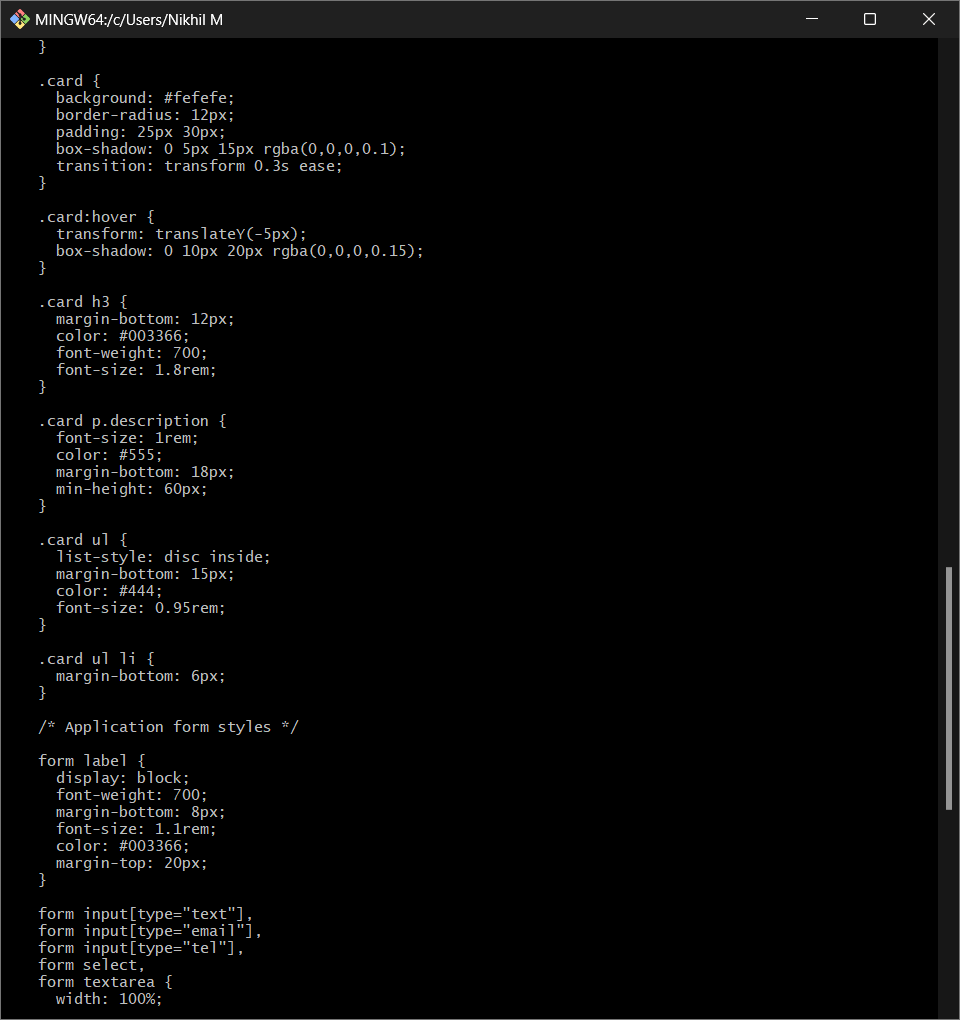 MINGW64:/c/Users/Nikhil M
}

.card {
  background: #fefefe;
  border-radius: 12px;
  padding: 25px 30px;
  box-shadow: 0 5px 15px rgba(0,0,0,0.1);
  transition: transform 0.3s ease;
}

.card:hover {
  transform: translateY(-5px);
  box-shadow: 0 10px 20px rgba(0,0,0,0.15);
}

.card h3 {
  margin-bottom: 12px;
  color: #003366;
  font-weight: 700;
  font-size: 1.8rem;
}

.card p.description {
  font-size: 1rem;
  color: #555;
  margin-bottom: 18px;
  min-height: 60px;
}

.card ul {
  list-style: disc inside;
  margin-bottom: 15px;
  color: #444;
  font-size: 0.95rem;
}

.card ul li {
  margin-bottom: 6px;
}

/* Application form styles */

form label {
  display: block;
  font-weight: 700;
  margin-bottom: 8px;
  font-size: 1.1rem;
  color: #003366;
  margin-top: 20px;
}

form input[type="text"],
form input[type="email"],
form input[type="tel"],
form select,
form textarea {
  width: 100%;